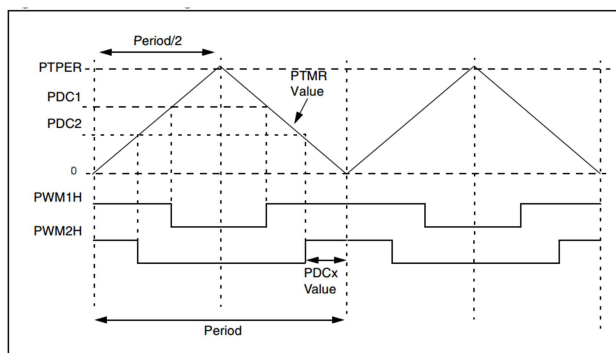 Period/2
PTPER
PTMR
Value
PDC1
PDC2
0
PWM1H
PWM2H
PDCx
Value
Period